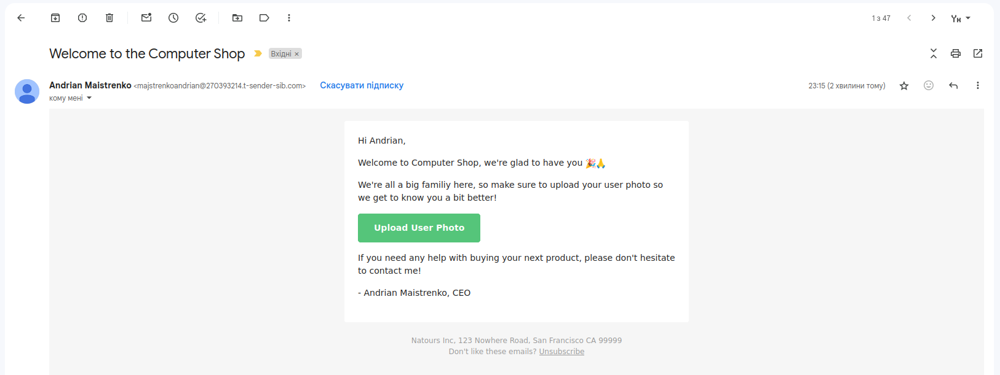 1 з 47
Ук
Welcome to the Computer Shop
Вхідні ×
Andrian Maistrenko <majstrenkoandrian@270393214.t-sender-sib.com> Скасувати підписку
23:15 (2 хвилини тому)
кому мені
Hi Andrian,
Welcome to Computer Shop, we're glad to have you 🎉🙏
We're all a big familiy here, so make sure to upload your user photo so
we get to know you a bit better!
Upload User Photo
If you need any help with buying your next product, please don't hesitate
to contact me!
- Andrian Maistrenko, CEO
Natours Inc, 123 Nowhere Road, San Francisco CA 99999
Don't like these emails? Unsubscribe